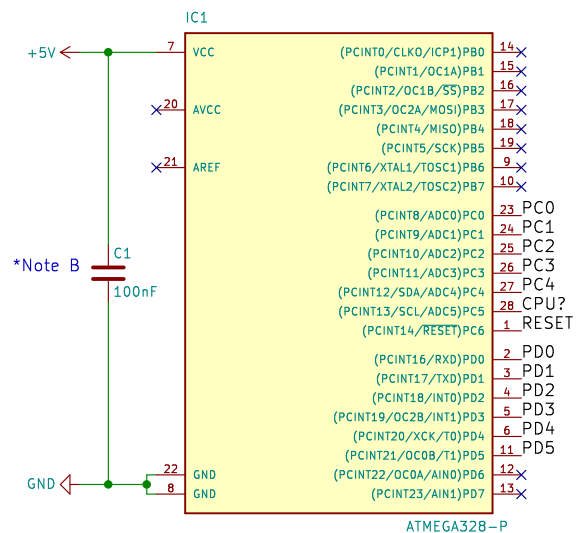 IC1
+5V
7 VCC (PCINT0/CLKO/ICP1)PB0 14
(PCINT1/OC1A)PB1 15
(PCINT2/OC1B/SS)PB2 16
20 AVCC (PCINT3/OC2A/MOSI)PB3 17
(PCINT4/MISO)PB4 18
(PCINT5/SCK)PB5 19
21 AREF (PCINT6/XTAL1/TOSC1)PB6 9
(PCINT7/XTAL2/TOSC2)PB7 10
(PCINT8/ADC0)PC0 23 PC0
(PCINT9/ADC1)PC1 24 PC1
(PCINT10/ADC2)PC2 25 PC2
(PCINT11/ADC3)PC3 26 PC3
(PCINT12/SDA/ADC4)PC4 27 PC4
(PCINT13/SCL/ADC5)PC5 28 CPU?
(PCINT14/RESET)PC6 1 RESET
*Note B
C1
100nF
(PCINT16/RXD)PD0 2 PD0
(PCINT17/TXD)PD1 3 PD1
(PCINT18/INT0)PD2 4 PD2
(PCINT19/OC2B/INT1)PD3 5 PD3
(PCINT20/XCK/T0)PD4 6 PD4
(PCINT21/OC0B/T1)PD5 11 PD5
22 GND (PCINT22/OC0A/AIN0)PD6 12
GND
8 GND (PCINT23/AIN1)PD7 13
ATMEGA328-P